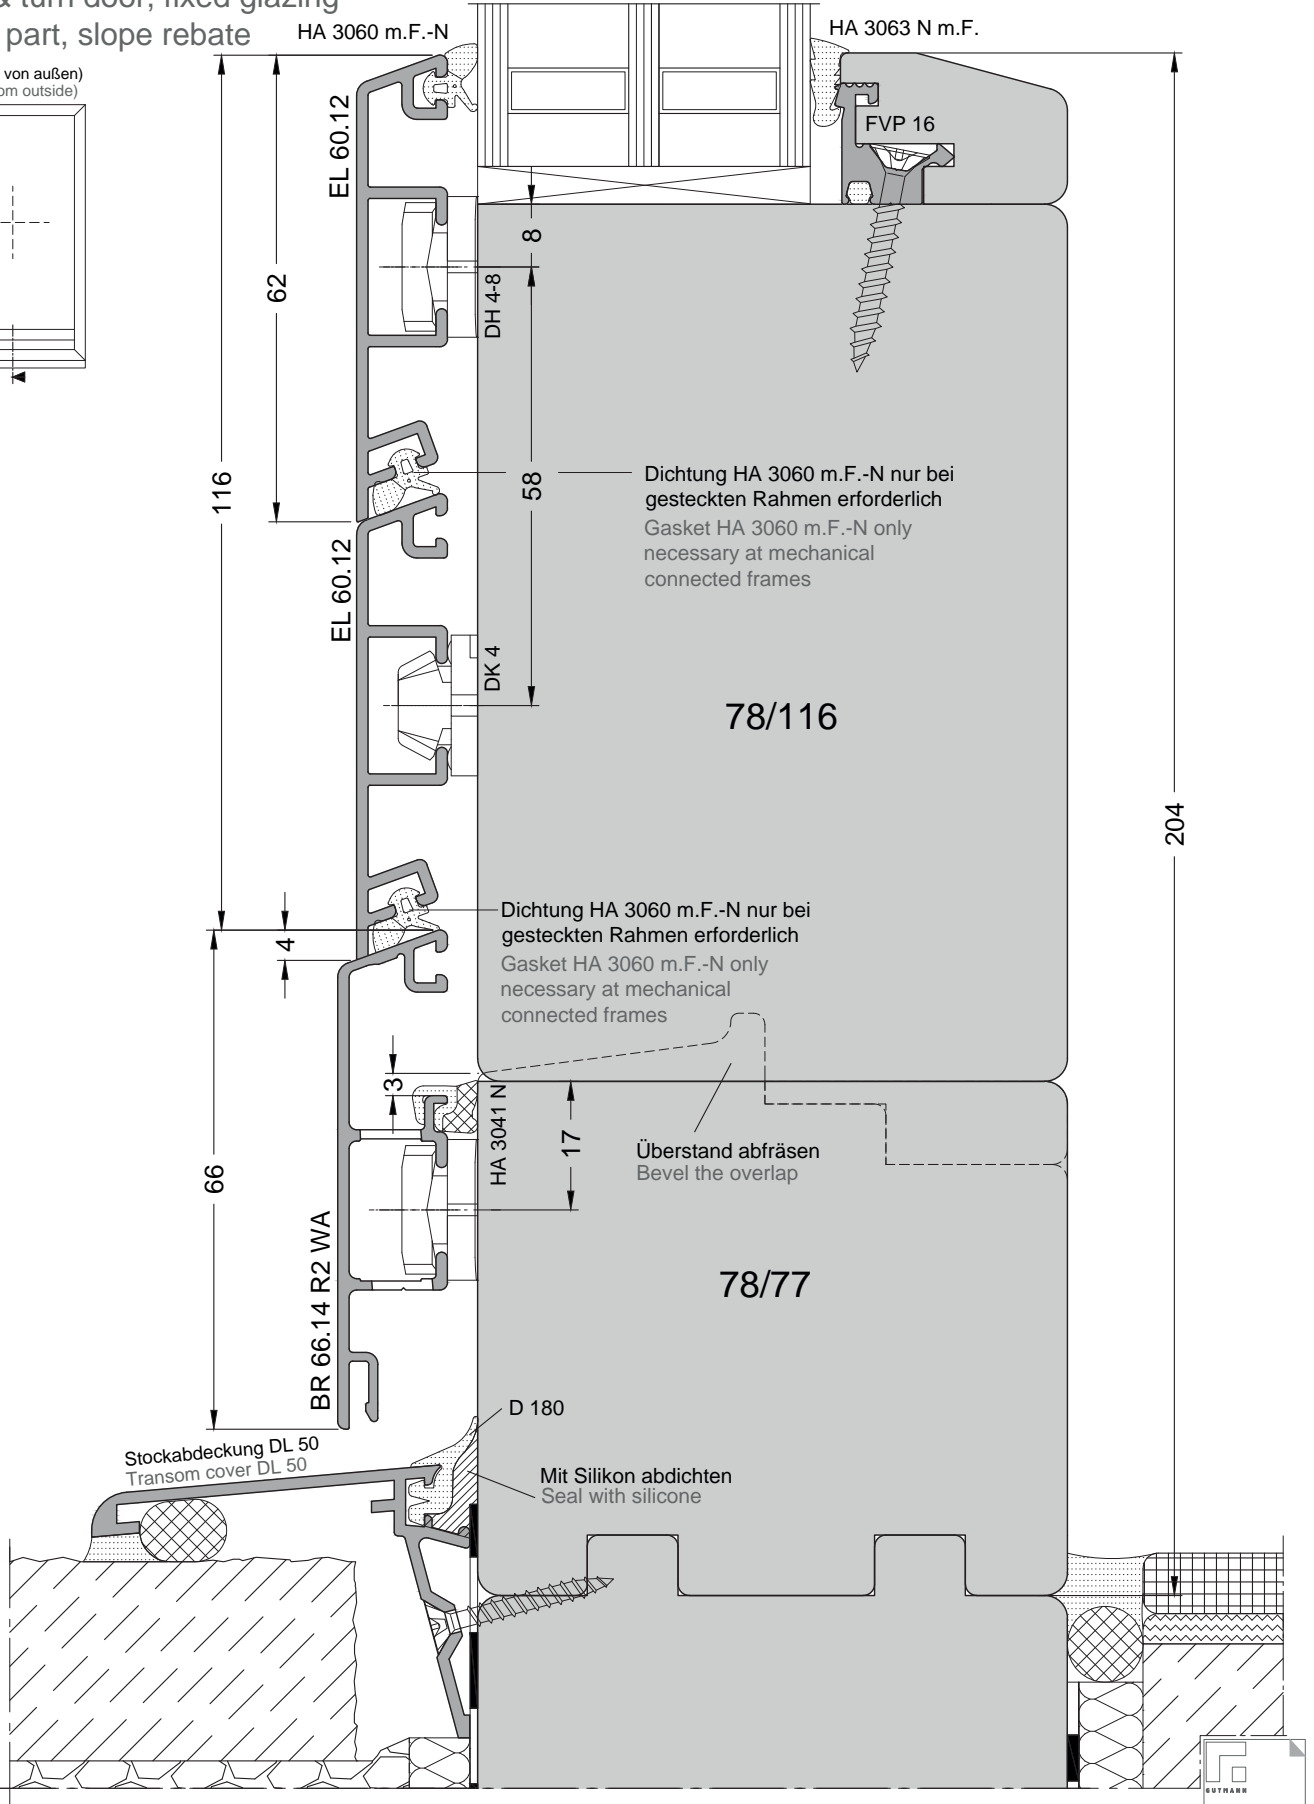 & turn door, fixed glazing
part, slope rebate
von außen)
om outside)
HA 3060 m.F.-N
HA 3063 N m.F.
FVP 16
EL 60.12
8
DH 4-8
62
116
58
Dichtung HA 3060 m.F.-N nur bei
gesteckten Rahmen erforderlich
Gasket HA 3060 m.F.-N only
necessary at mechanical
connected frames
EL 60.12
DK 4
78/116
204
Dichtung HA 3060 m.F.-N nur bei
gesteckten Rahmen erforderlich
Gasket HA 3060 m.F.-N only
necessary at mechanical
connected frames
4
3
HA 3041 N
17
Überstand abfräsen
Bevel the overlap
66
BR 66.14 R2 WA
78/77
D 180
Stockabdeckung DL 50
Transom cover DL 50
Mit Silikon abdichten
Seal with silicone
GUTMANN